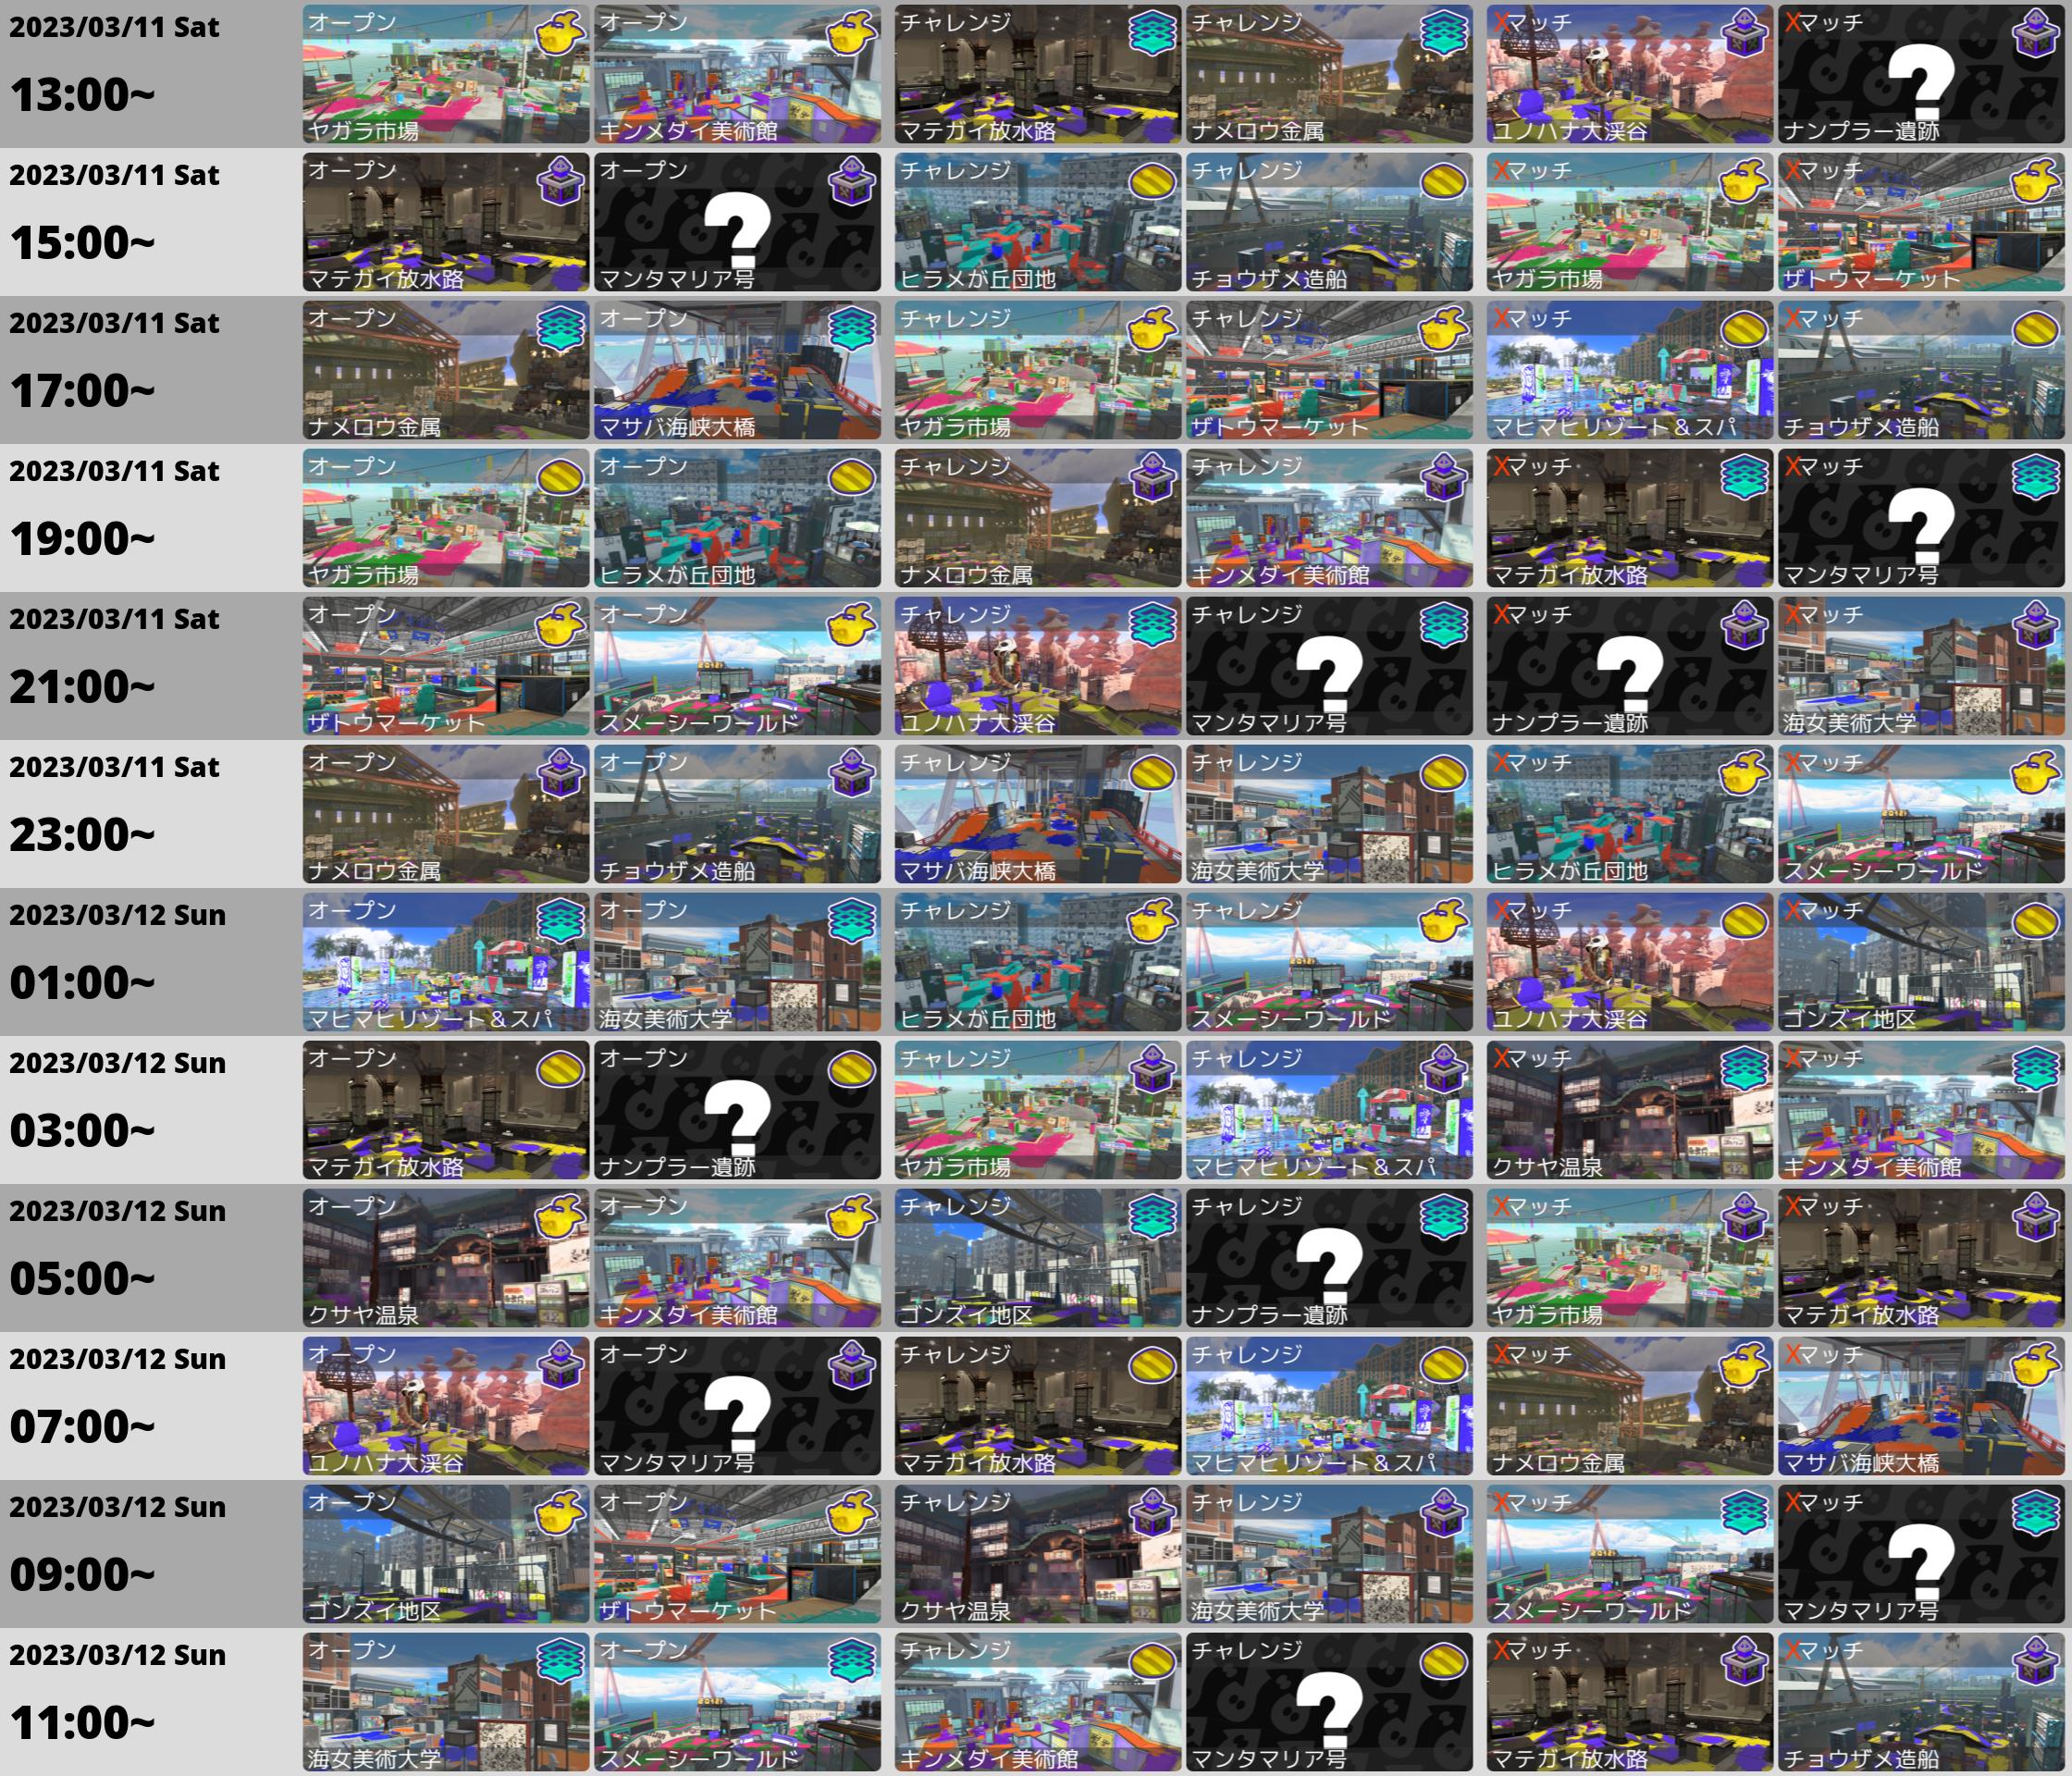 2023/03/11 Sat
13:00~
オープン オープン チャレンジ チャレンジ Xマッチ Xマッチ
ヤガラ市場 キンメダイ美術館 マテガイ放水路 ナメロウ金属 ユノハナ大渓谷 ナンプラー遺跡
2023/03/11 Sat
15:00~
オープン オープン チャレンジ チャレンジ Xマッチ Xマッチ
マテガイ放水路 マンタマリア号 ヒラメが丘団地 チョウザメ造船 ヤガラ市場 ザトウマーケット
2023/03/11 Sat
17:00~
オープン オープン チャレンジ チャレンジ Xマッチ Xマッチ
ナメロウ金属 マサバ海峡大橋 ヤガラ市場 ザトウマーケット マヒマヒリゾート&スパ チョウザメ造船
2023/03/11 Sat
19:00~
オープン オープン チャレンジ チャレンジ Xマッチ Xマッチ
ヤガラ市場 ヒラメが丘団地 ナメロウ金属 キンメダイ美術館 マテガイ放水路 マンタマリア号
2023/03/11 Sat
21:00~
オープン オープン チャレンジ チャレンジ Xマッチ Xマッチ
ザトウマーケット スメーシーワールド ユノハナ大渓谷 マンタマリア号 ナンプラー遺跡 海女美術大学
2023/03/11 Sat
23:00~
オープン オープン チャレンジ チャレンジ Xマッチ Xマッチ
ナメロウ金属 チョウザメ造船 マサバ海峡大橋 海女美術大学 ヒラメが丘団地 スメーシーワールド
2023/03/12 Sun
01:00~
オープン オープン チャレンジ チャレンジ Xマッチ Xマッチ
マヒマヒリゾート&スパ 海女美術大学 ヒラメが丘団地 スメーシーワールド ユノハナ大渓谷 ゴンズイ地区
2023/03/12 Sun
03:00~
オープン オープン チャレンジ チャレンジ Xマッチ Xマッチ
マテガイ放水路 ナンプラー遺跡 ヤガラ市場 マヒマヒリゾート&スパ クサヤ温泉 キンメダイ美術館
2023/03/12 Sun
05:00~
オープン オープン チャレンジ チャレンジ Xマッチ Xマッチ
クサヤ温泉 キンメダイ美術館 ゴンズイ地区 ナンプラー遺跡 ヤガラ市場 マテガイ放水路
2023/03/12 Sun
07:00~
オープン オープン チャレンジ チャレンジ Xマッチ Xマッチ
ユノハナ大渓谷 マンタマリア号 マテガイ放水路 マヒマヒリゾート&スパ ナメロウ金属 マサバ海峡大橋
2023/03/12 Sun
09:00~
オープン オープン チャレンジ チャレンジ Xマッチ Xマッチ
ゴンズイ地区 ザトウマーケット クサヤ温泉 海女美術大学 スメーシーワールド マンタマリア号
2023/03/12 Sun
11:00~
オープン オープン チャレンジ チャレンジ Xマッチ Xマッチ
海女美術大学 スメーシーワールド キンメダイ美術館 マンタマリア号 マテガイ放水路 チョウザメ造船